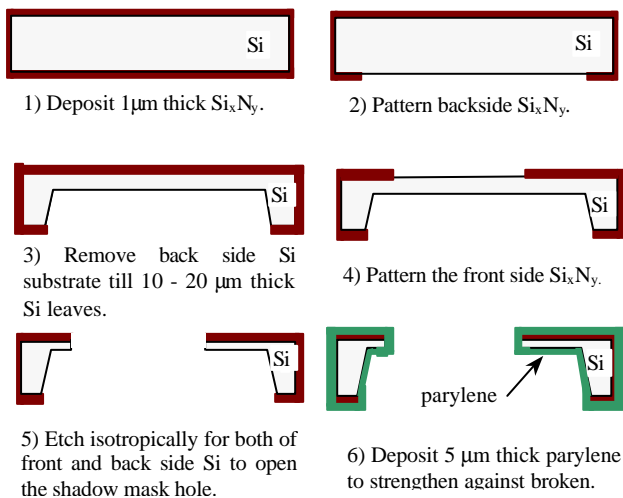 Si
Si
1) Deposit 1µm thick SixNy.
2) Pattern backside SixNy.
Si
Si
3) Remove back side Si
substrate till 10 - 20 µm thick
Si leaves.
4) Pattern the front side SixNy.
Si
Si
parylene
5) Etch isotropically for both of
front and back side Si to open
the shadow mask hole.
6) Deposit 5 µm thick parylene
to strengthen against broken.